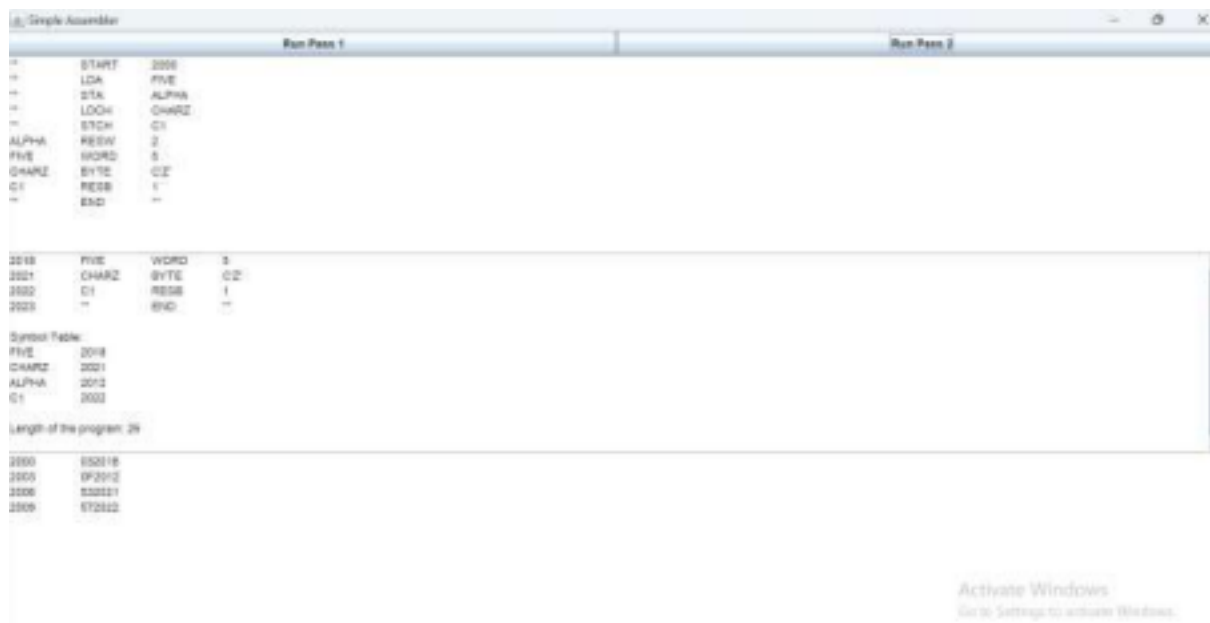 Simple Assembler
Run Pass 1 Run Pass 2
** START 2000
** LDA FIVE
** STA ALPHA
** LDCH CHARZ
** STCH C1
ALPHA RESW 2
FIVE WORD 5
CHARZ BYTE C'Z'
C1 RESB 1
** END **
2018 FIVE WORD 5
2021 CHARZ BYTE C'Z'
2022 C1 RESB 1
2023 ** END **
Symbol Table:
FIVE 2018
CHARZ 2021
ALPHA 2012
C1 2022
Length of the program:
2000 032018
2003 0F2012
2006 532021
2009 572022
Activate Windows
Go to Settings to activate Windows.